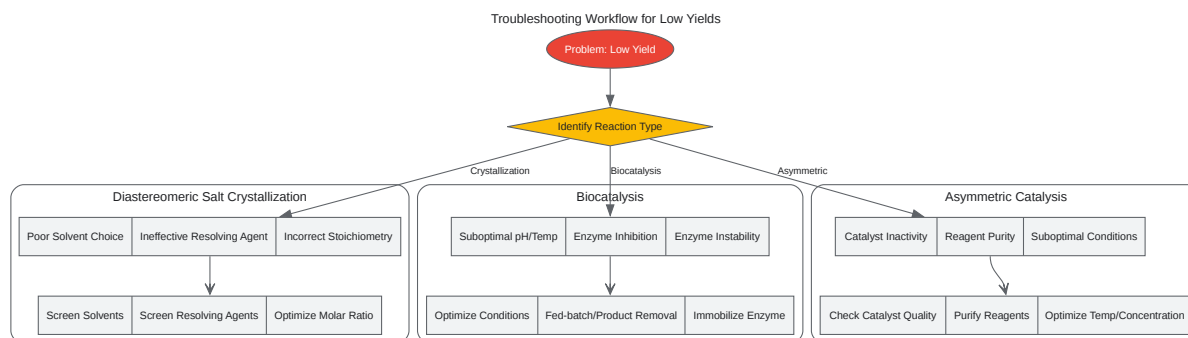 Troubleshooting Workflow for Low Yields
Problem: Low Yield
Identify Reaction Type
Crystallization
Biocatalysis
Asymmetric
Diastereomeric Salt Crystallization
Poor Solvent Choice
Ineffective Resolving Agent
Incorrect Stoichiometry
Screen Solvents
Screen Resolving Agents
Optimize Molar Ratio
Biocatalysis
Suboptimal pH/Temp
Enzyme Inhibition
Enzyme Instability
Optimize Conditions
Fed-batch/Product Removal
Immobilize Enzyme
Asymmetric Catalysis
Catalyst Inactivity
Reagent Purity
Suboptimal Conditions
Check Catalyst Quality
Purify Reagents
Optimize Temp/Concentration